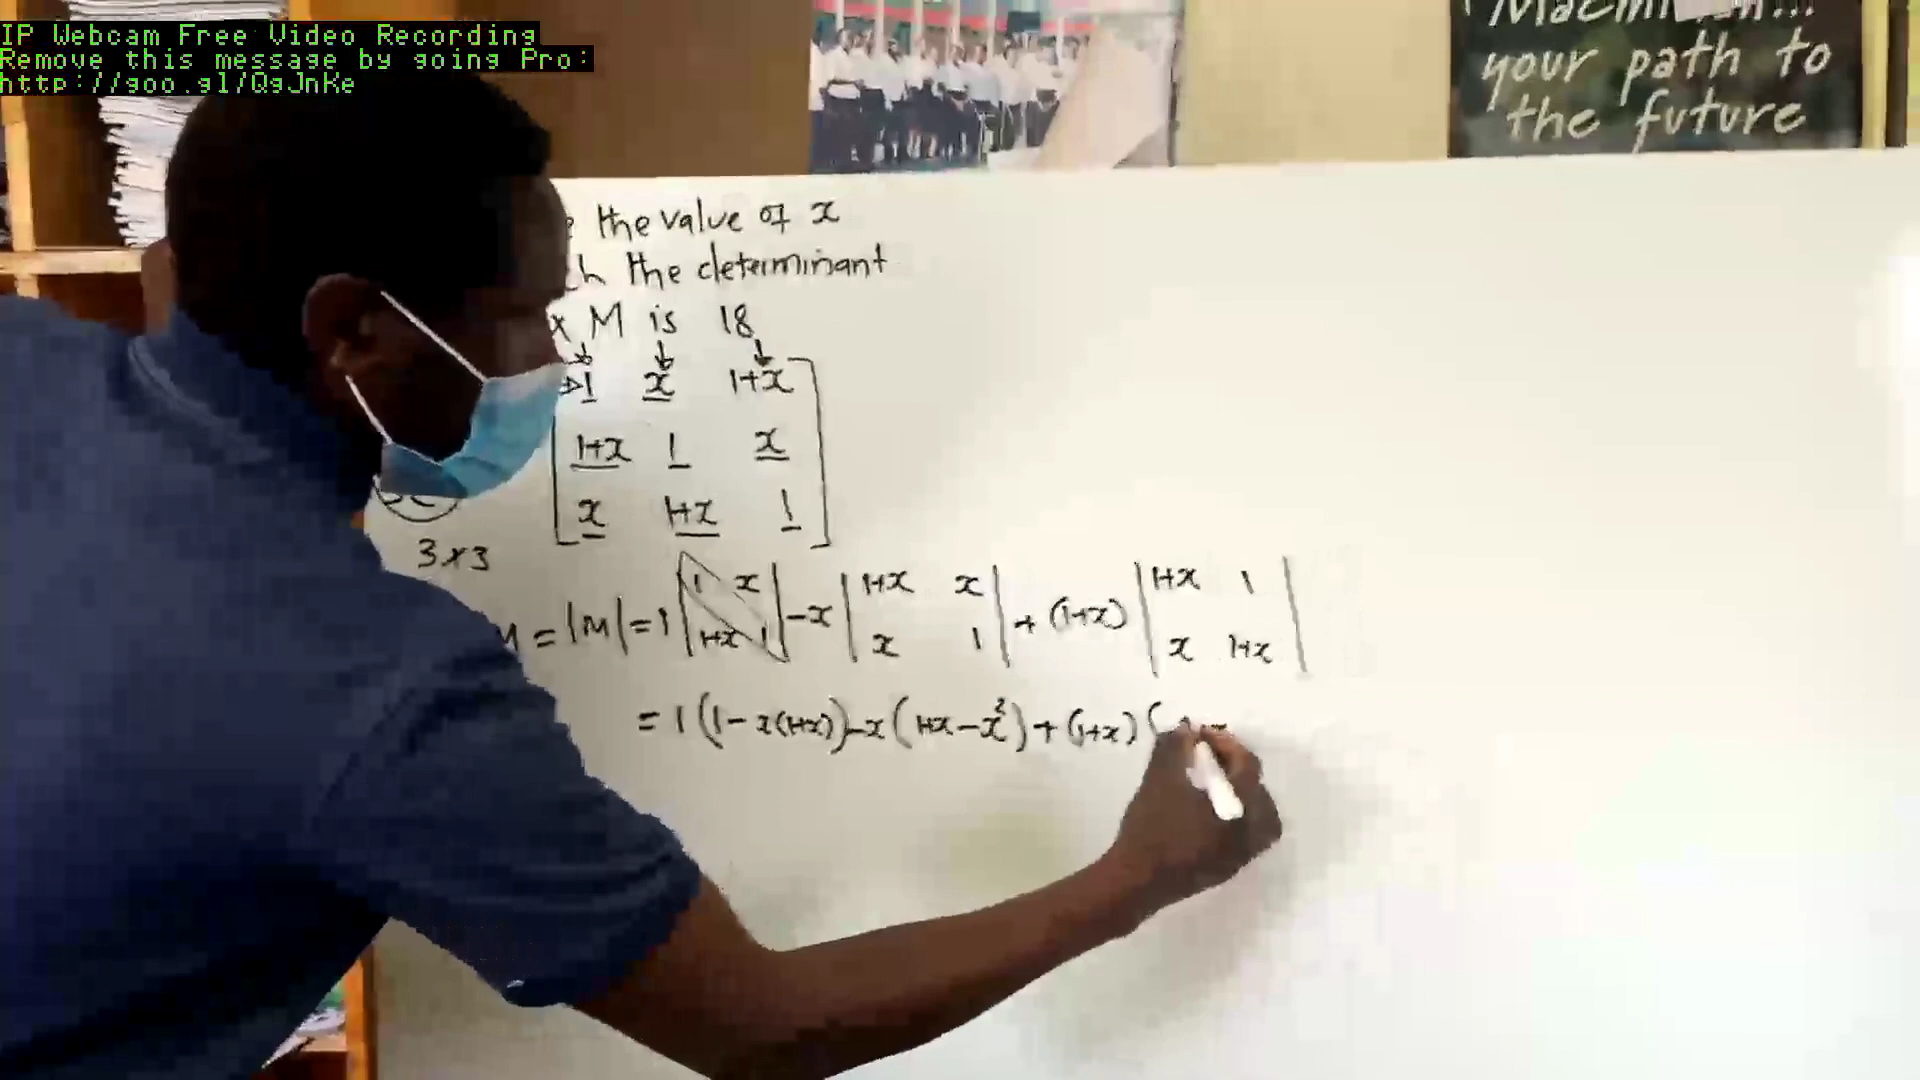 IP Webcam Free Video Recording
Remove this message by going Pro:
http://goo.gl/QgJnKe
your path to
the future
the value of x
the determinant
M is 18
1 x 1+x
1+x 1 x
x 1+x 1
3x3
= |M| = 1 |1 x| - x |1+x x| + (1+x) |1+x 1|
|1+x 1| |x 1| |x 1+x|
= 1(1 - x(1+x)) - x(1+x - x²) + (1+x)(